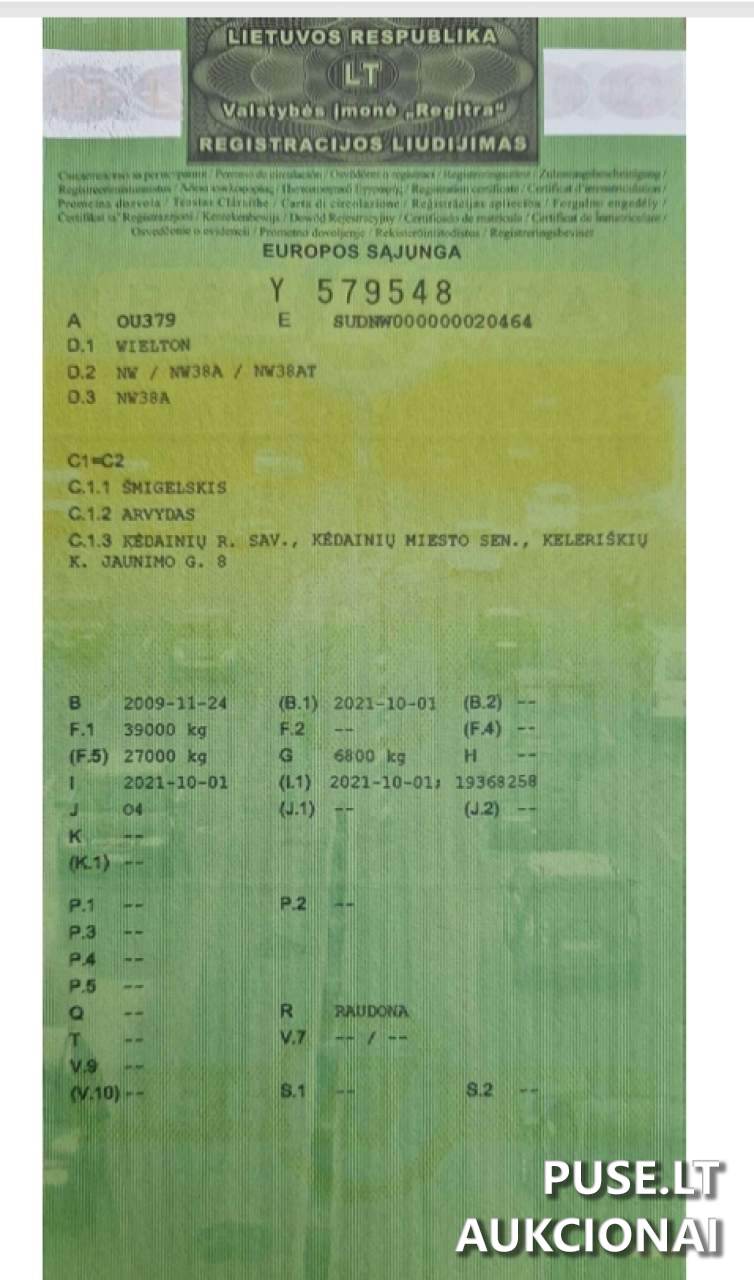 LIETUVOS RESPUBLIKA
LT
Valstybės įmonė „Regitra“
REGISTRACIJOS LIUDIJIMAS
EUROPOS SĄJUNGA
Y 579548
A OU379 E SUDNW000000020464
D.1 WIELTON
D.2 NW / NW38A / NW38AT
D.3 NW38A
C1=C2
C.1.1 ŠMIGELSKIS
C.1.2 ARVYDAS
C.1.3 KĖDAINIŲ R. SAV., KĖDAINIŲ MIESTO SEN., KELERIŠKIŲ
K. JAUNIMO G. 8
B 2009-11-24 (B.1) 2021-10-01 (B.2) --
F.1 39000 kg F.2 -- (F.4) --
(F.5) 27000 kg G 6800 kg H --
I 2021-10-01 (I.1) 2021-10-01; 19368258
J O4 (J.1) -- (J.2) --
K --
(K.1) --
P.1 -- P.2 --
P.3 --
P.4 --
P.5 --
Q -- R RAUDONA
T -- V.7 -- / --
V.9 --
(V.10) -- S.1 -- S.2 --
PUSE.LT
AUKCIONAI